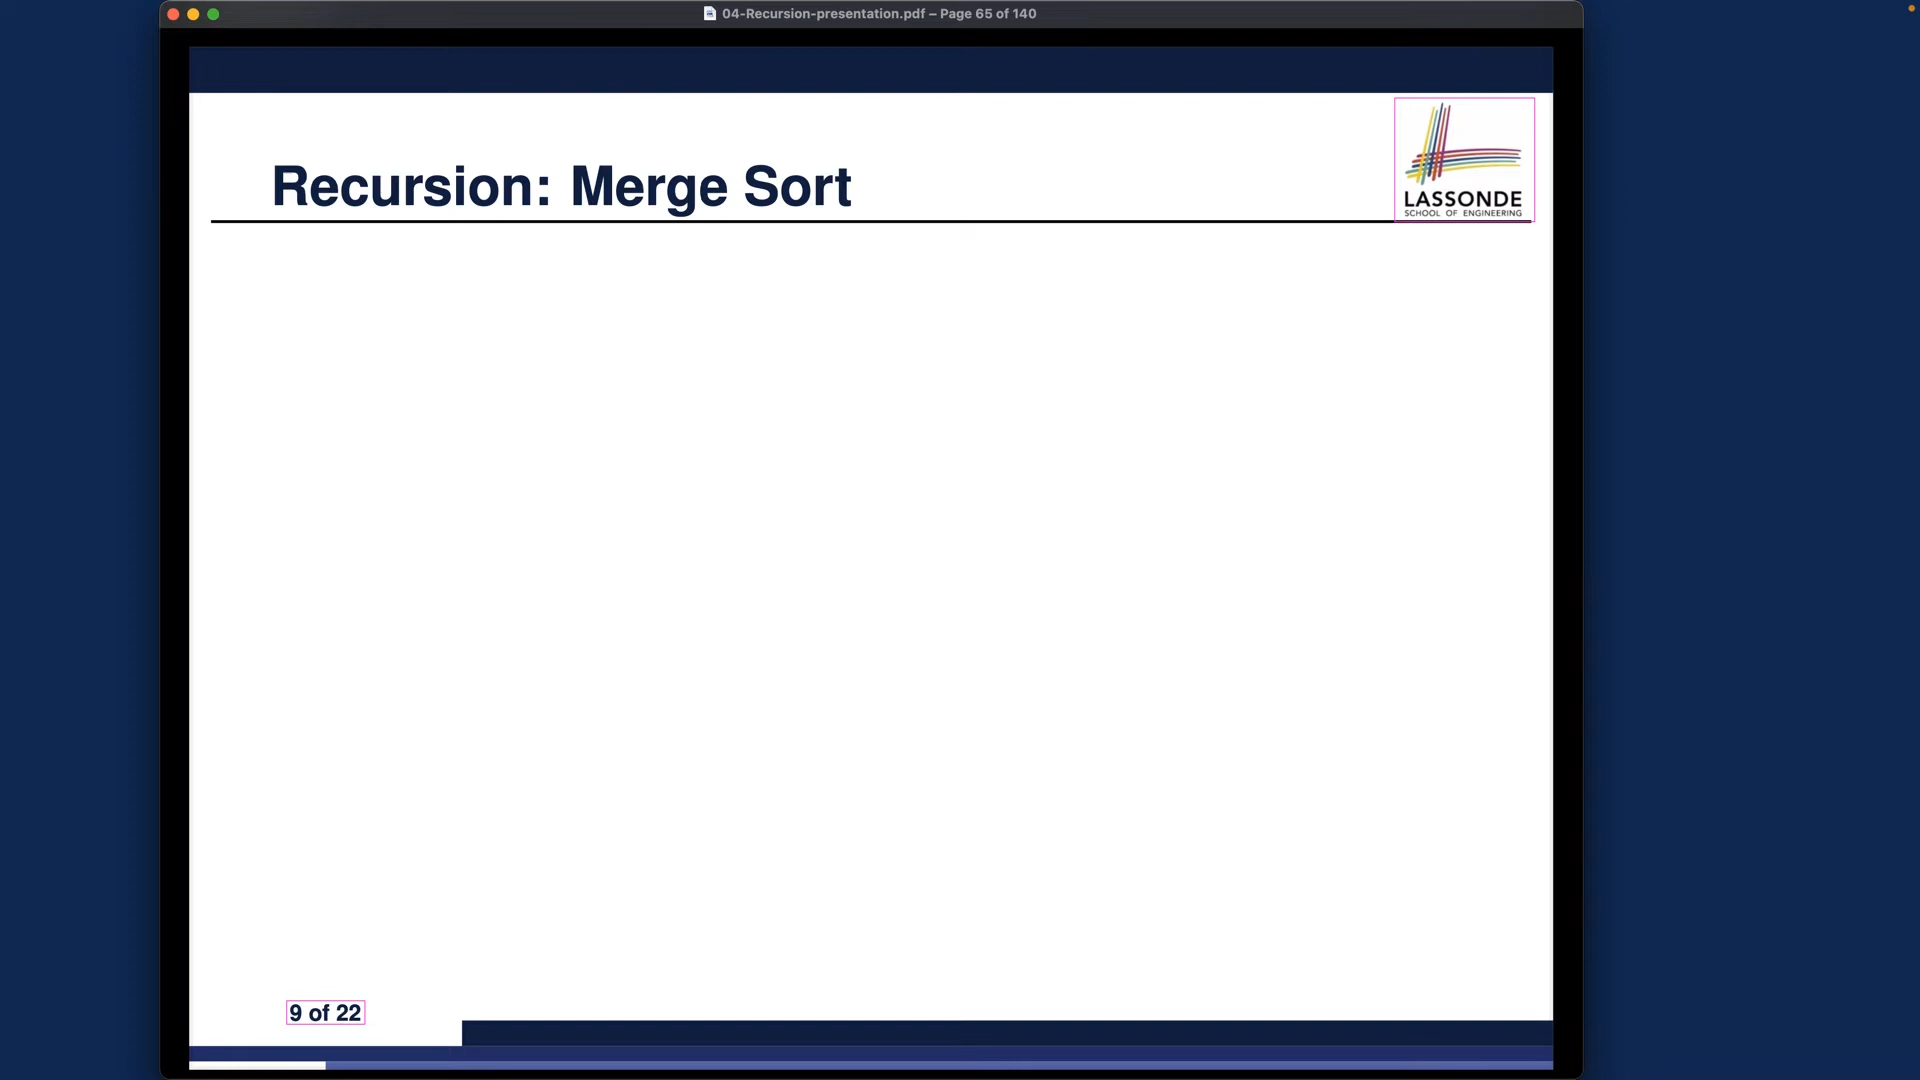 04-Recursion-presentation.pdf – Page 65 of 140
Recursion: Merge Sort
LASSONDE
SCHOOL OF ENGINEERING
9 of 22